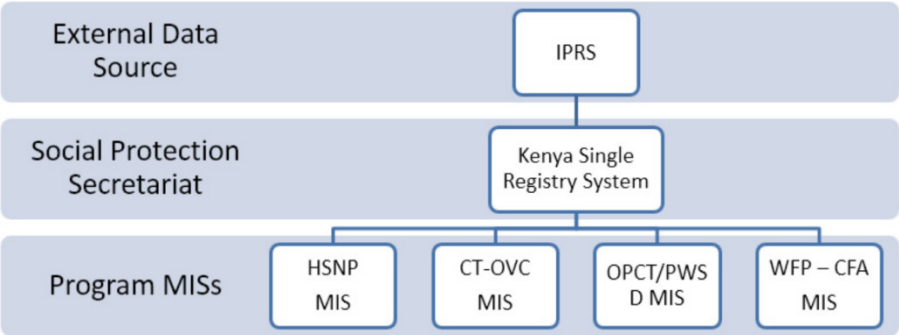 External Data
Source
IPRS
Social Protection
Secretariat
Kenya Single
Registry System
Program MISs
HSNP
MIS
CT-OVC
MIS
OPCT/PWS
D MIS
WFP – CFA
MIS